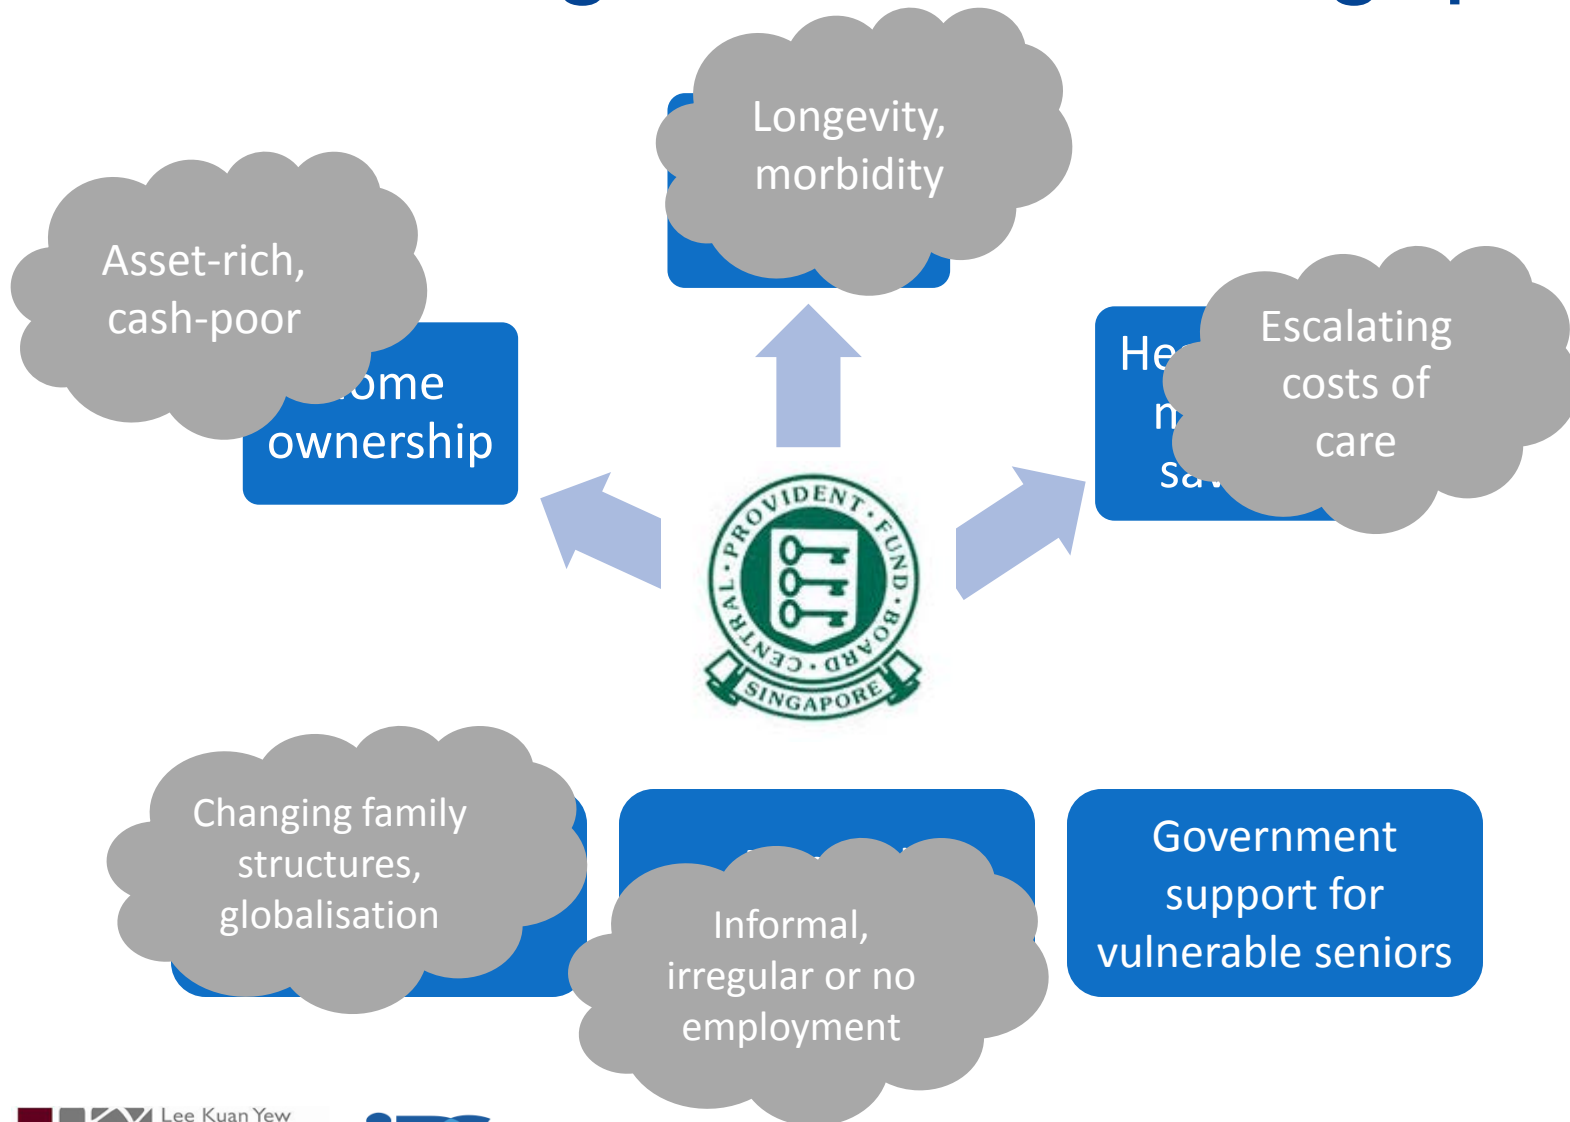 Longevity,
morbidity
Asset-rich,
cash-poor
ownership
Escalating
costs of
care
CENTRAL · PROVIDENT · FUND · BOARD
SINGAPORE
Changing family
structures,
globalisation
Informal,
irregular or no
employment
Government
support for
vulnerable seniors
Lee Kuan Yew